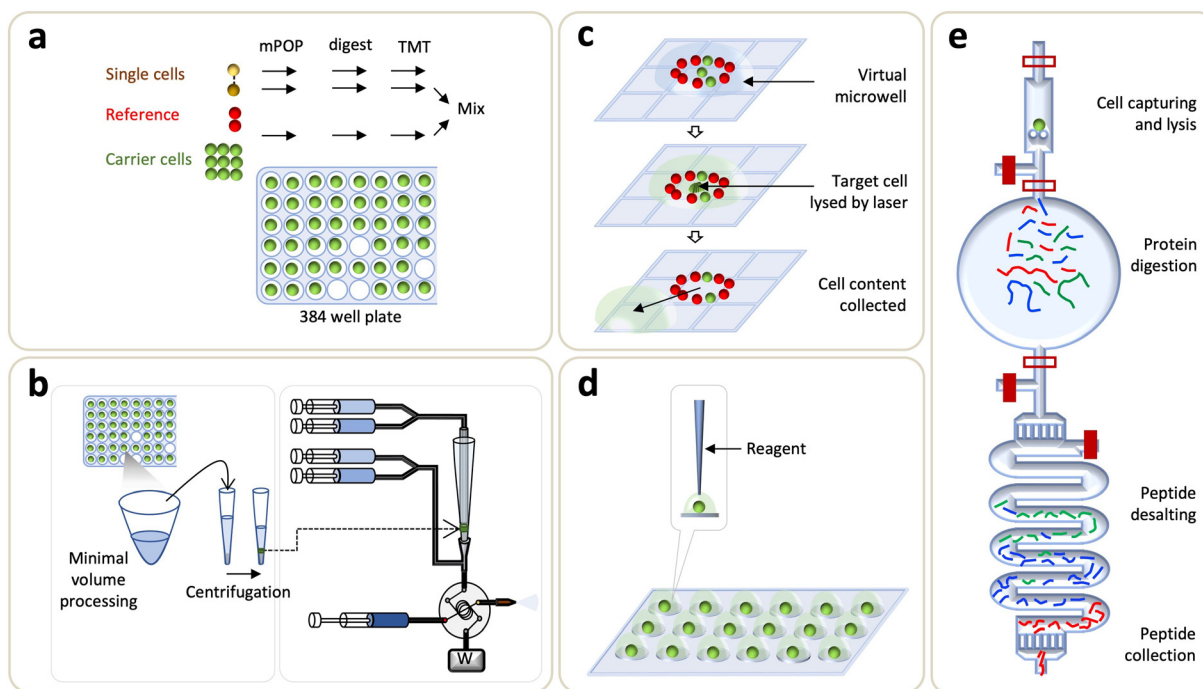 a
mPOP digest TMT
Single cells
Reference
Carrier cells
Mix
384 well plate
b
Minimal
volume
processing
Centrifugation
W
c
Virtual
microwell
Target cell
lysed by laser
Cell content
collected
d
Reagent
e
Cell capturing
and lysis
Protein
digestion
Peptide
desalting
Peptide
collection